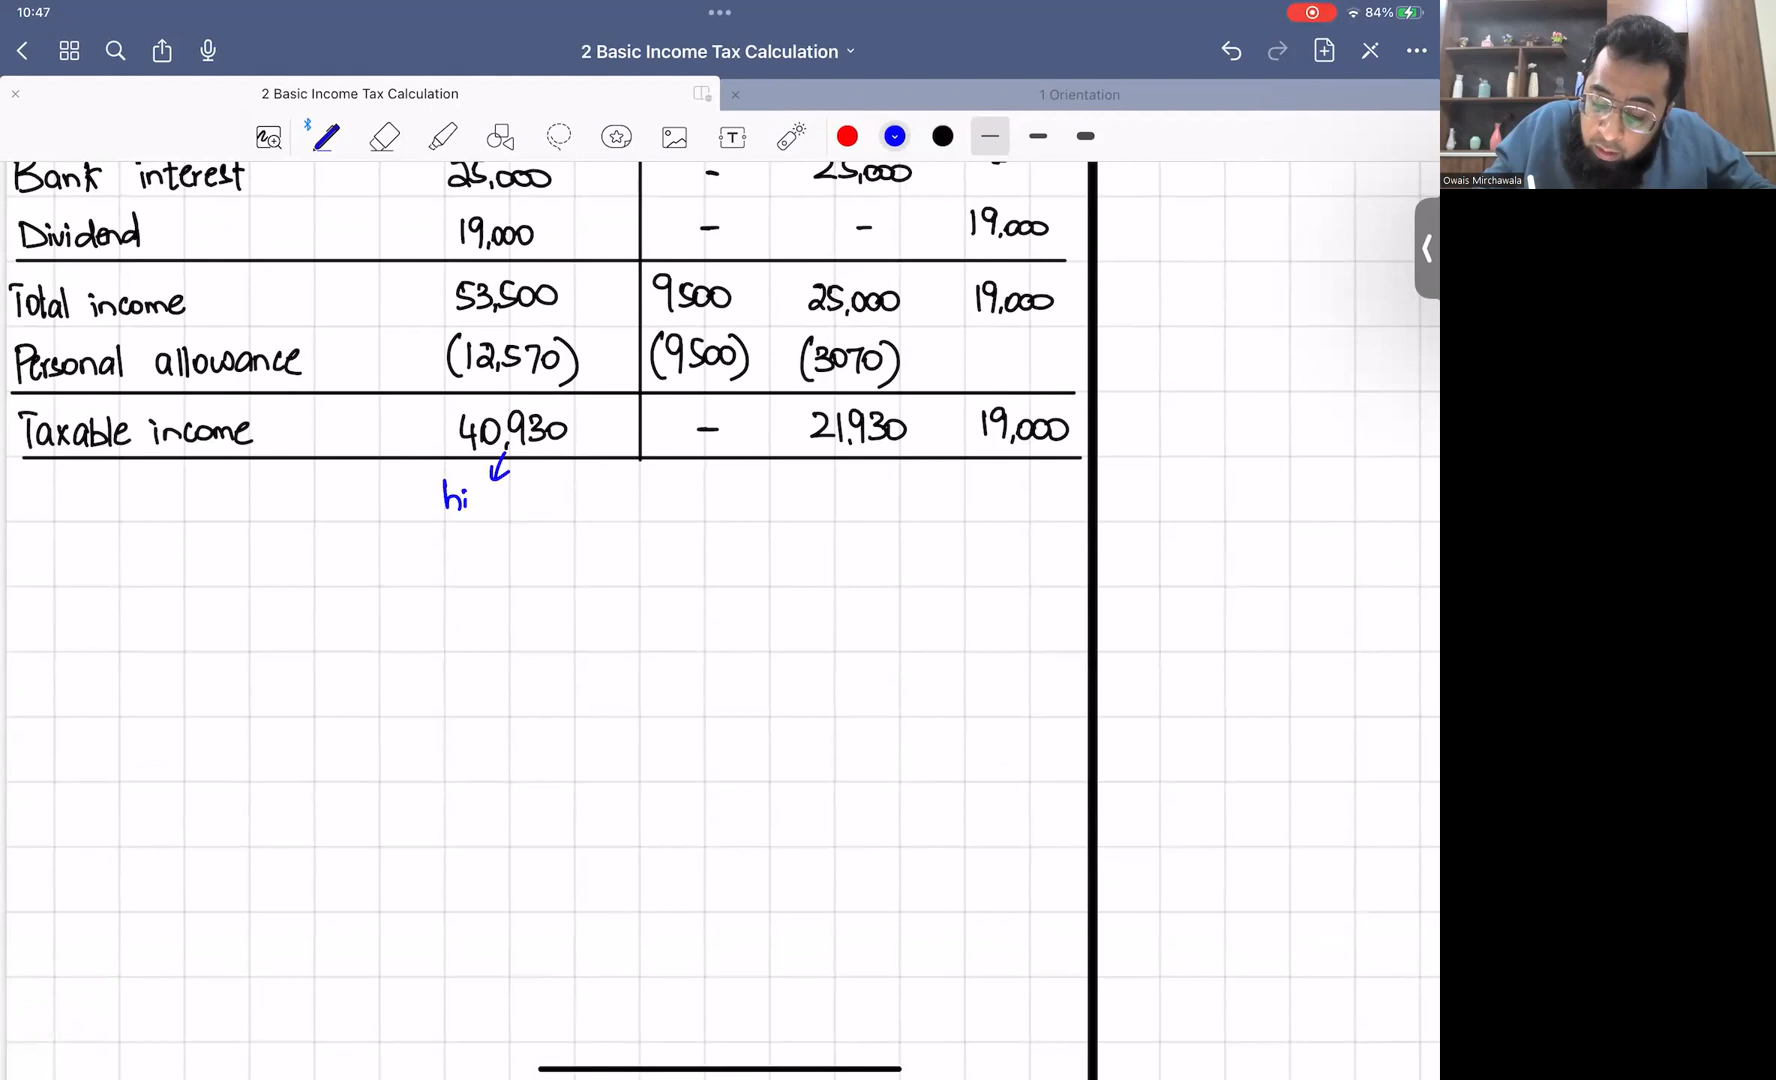 10:47
84%
2 Basic Income Tax Calculation
2 Basic Income Tax Calculation
1 Orientation
T
Owais Mirchawala
Bank interest 25,000 - 25,000 -
Dividend 19,000 - - 19,000
Total income 53,500 9500 25,000 19,000
Personal allowance (12,570) (9500) (3070)
Taxable income 40,930 - 21,930 19,000
hi